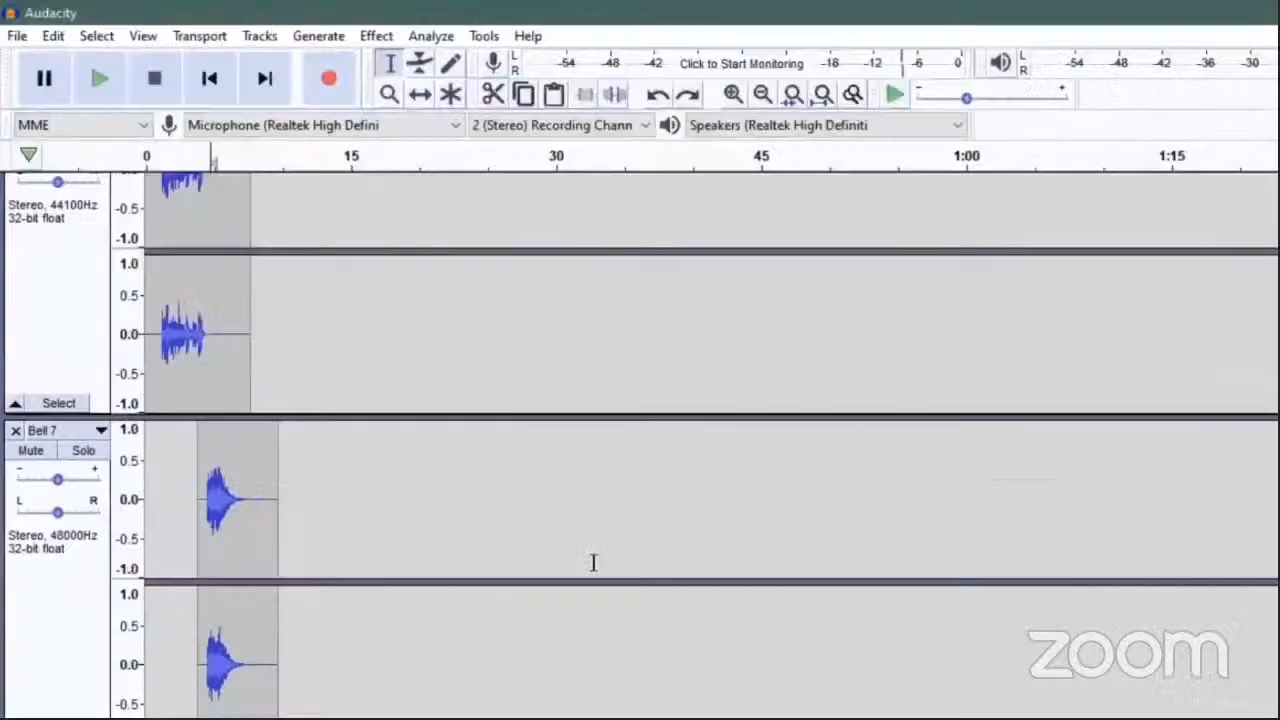 Audacity
File Edit Select View Transport Tracks Generate Effect Analyze Tools Help
L
R
-54 -48 -42 Click to Start Monitoring -18 -12 -6 0
L
R
-54 -48 -42 -36 -30
- +
MME
Microphone (Realtek High Defini
2 (Stereo) Recording Chann
Speakers (Realtek High Definiti
0 15 30 45 1:00 1:15
Stereo, 44100Hz
32-bit float
-0.5
-1.0
1.0
0.5
0.0
-0.5
-1.0
Select
× Bell 7
Mute Solo
- +
L R
Stereo, 48000Hz
32-bit float
1.0
0.5
0.0
-0.5
-1.0
1.0
0.5
0.0
-0.5
zoom